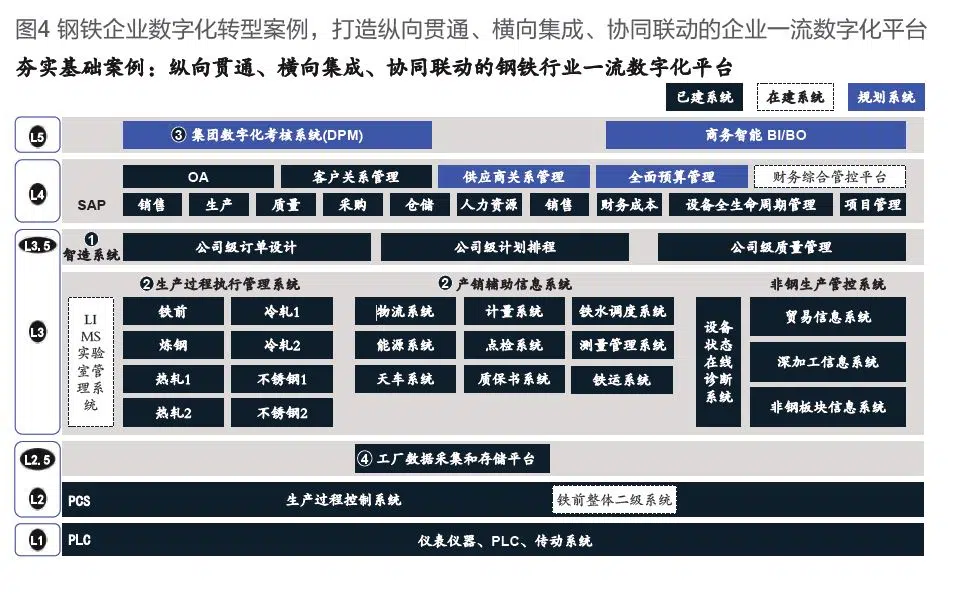 图4 钢铁企业数字化转型案例，打造纵向贯通、横向集成、协同联动的企业一流数字化平台
夯实基础案例：纵向贯通、横向集成、协同联动的钢铁行业一流数字化平台
已建系统 在建系统 规划系统
L5 ③ 集团数字化考核系统(DPM) 商务智能 BI/BO
L4 OA 客户关系管理 供应商关系管理 全面预算管理 财务综合管控平台
SAP 销售 生产 质量 采购 仓储 人力资源 销售 财务成本 设备全生命周期管理 项目管理
L3.5 ① 智造系统 公司级订单设计 公司级计划排程 公司级质量管理
L3
② 生产过程执行管理系统 ② 产销辅助信息系统 非钢生产管控系统
LI
MS
实验
室管
理系
统
铁前 冷轧1
炼钢 冷轧2
热轧1 不锈钢1
热轧2 不锈钢2
物流系统 计量系统 铁水调度系统
能源系统 点检系统 测量管理系统
天车系统 质保书系统 铁运系统
设备
状态
在线
诊断
系统
贸易信息系统
深加工信息系统
非钢板块信息系统
L2.5 ④ 工厂数据采集和存储平台
L2 PCS 生产过程控制系统 铁前整体二级系统
L1 PLC 仪表仪器、PLC、传动系统